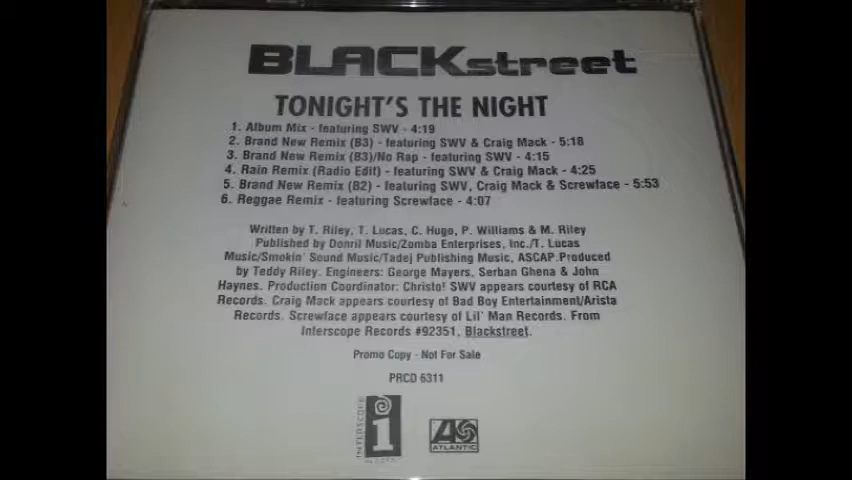 BLACKstreet
TONIGHT'S THE NIGHT
1. Album Mix - featuring SWV - 4:19
2. Brand New Remix (B3) - featuring SWV & Craig Mack - 5:18
3. Brand New Remix (B3)/No Rap - featuring SWV - 4:15
4. Rain Remix (Radio Edit) - featuring SWV & Craig Mack - 4:25
5. Brand New Remix (B2) - featuring SWV, Craig Mack & Screwface - 5:53
6. Reggae Remix - featuring Screwface - 4:07
Written by T. Riley, T. Lucas, C. Hugo, P. Williams & M. Riley
Published by Donril Music/Zomba Enterprises, Inc./T. Lucas
Music/Smokin' Sound Music/Tadej Publishing Music, ASCAP.Produced
by Teddy Riley. Engineers: George Mayers, Serban Ghena & John
Haynes. Production Coordinator: Christo! SWV appears courtesy of RCA
Records. Craig Mack appears courtesy of Bad Boy Entertainment/Arista
Records. Screwface appears courtesy of Lil' Man Records. From
Interscope Records #92351, Blackstreet.
Promo Copy - Not For Sale
PRCD 6311
INTERSCOPE
i
RECORDS
ATLANTIC